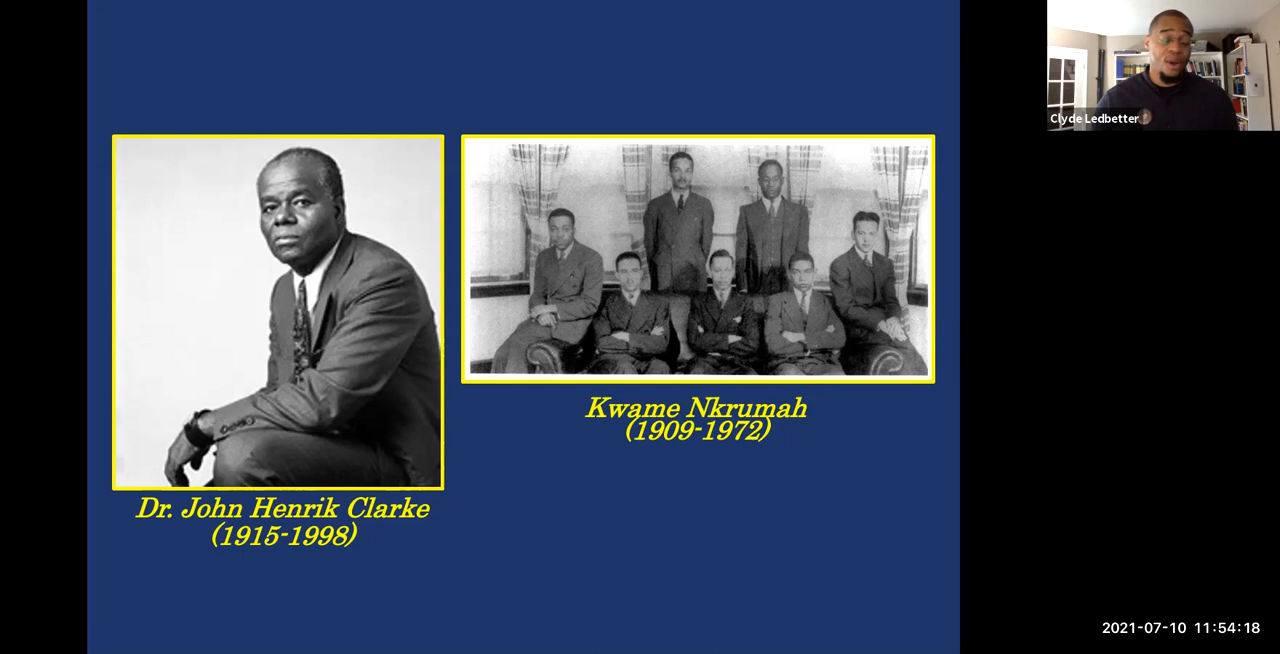 Clyde Ledbetter
Kwame Nkrumah
(1909-1972)
Dr. John Henrik Clarke
(1915-1998)
2021-07-10 11:54:18